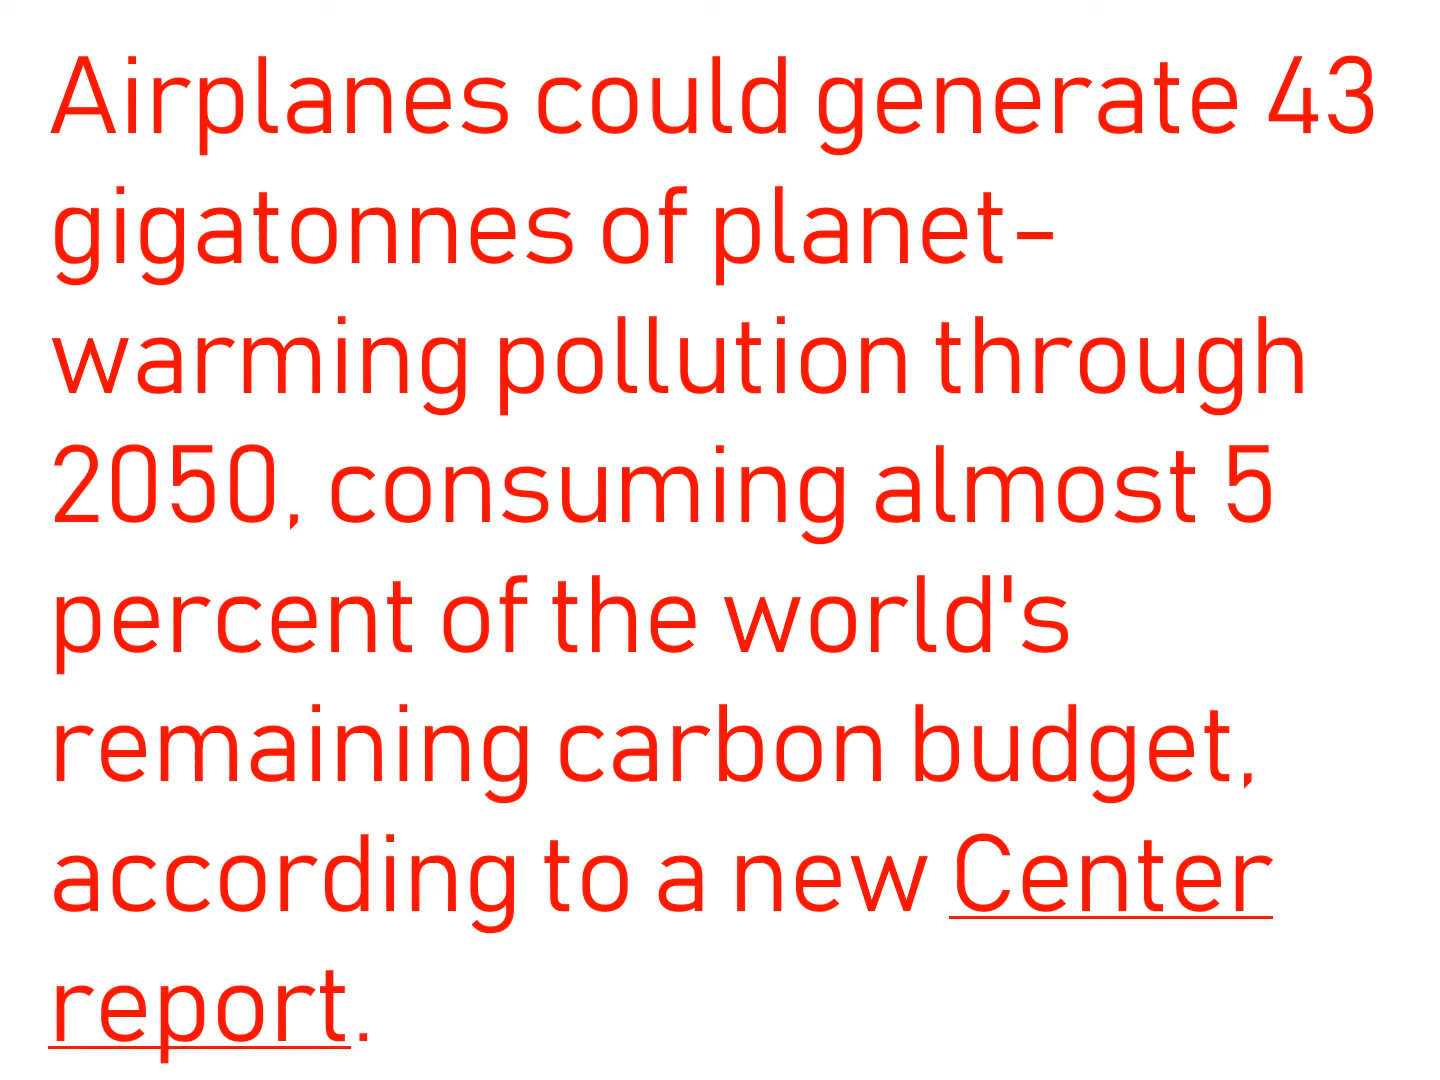 Airplanes could generate 43
gigatonnes of planet-
warming pollution through
2050, consuming almost 5
percent of the world's
remaining carbon budget,
according to a new Center
report.